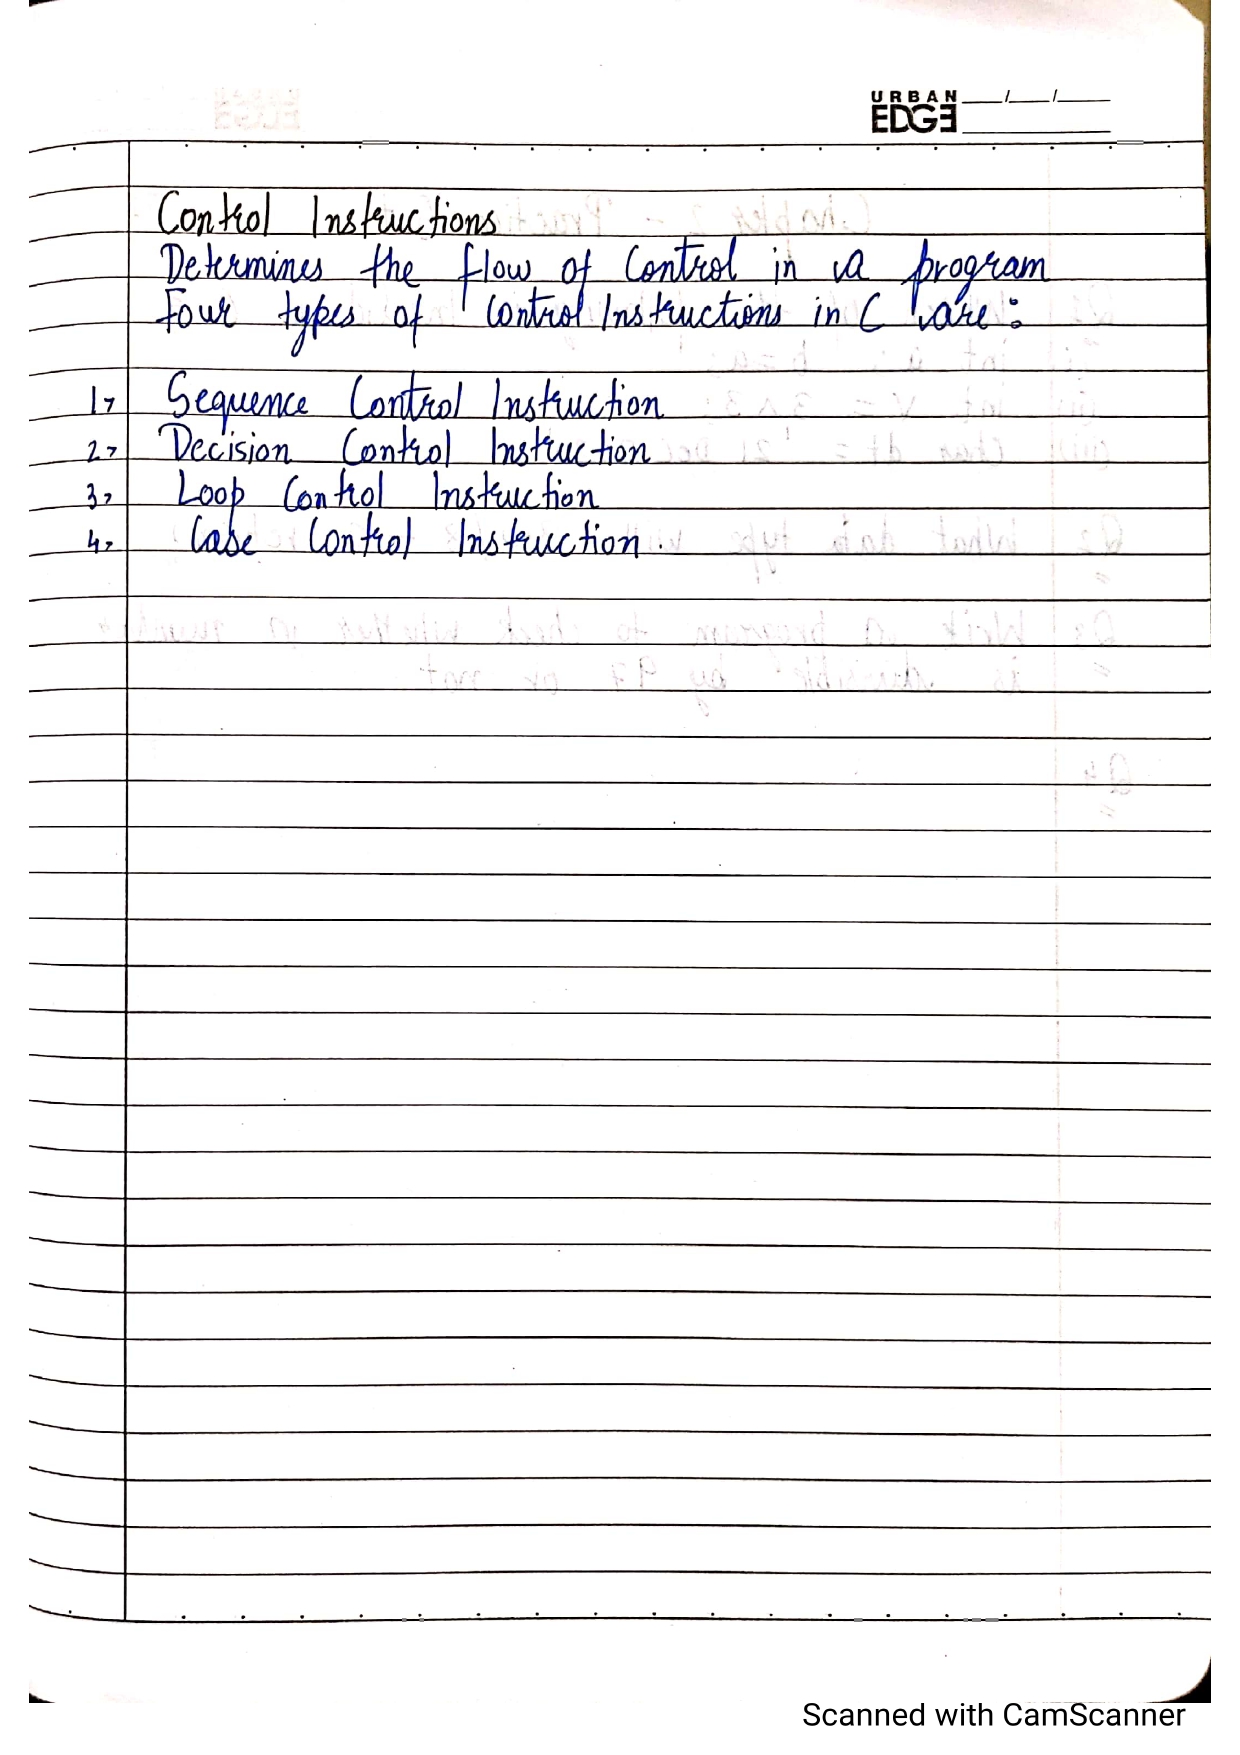 URBAN
EDGE
Control Instructions
Determines the flow of Control in a program
Four types of Control Instructions in C are:
1, Sequence Control Instruction
2, Decision Control Instruction
3, Loop Control Instruction
4, Case Control Instruction.
Scanned with CamScanner